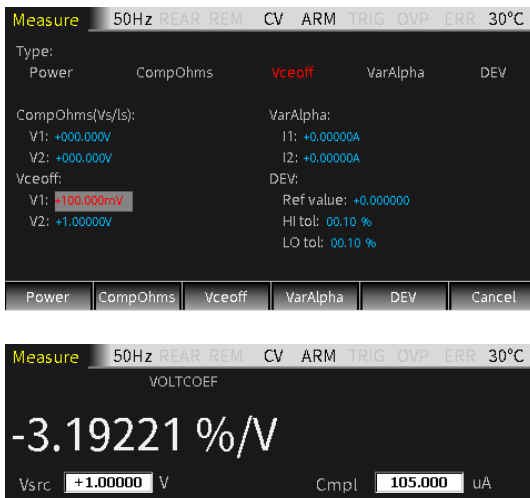 Measure 50Hz REAR REM CV ARM TRIG OVP ERR 30°C
Type:
Power CompOhms Vceoff VarAlpha DEV
CompOhms(Vs/Is): VarAlpha:
V1: +000.000V I1: +0.00000A
V2: +000.000V I2: +0.00000A
Vceoff: DEV:
V1: +100.000mV Ref value: +0.000000
V2: +1.00000V HI tol: 00.10 %
LO tol: 00.10 %
Power CompOhms Vceoff VarAlpha DEV Cancel
Measure 50Hz REAR REM CV ARM TRIG OVP ERR 30°C
VOLTCOEF
-3.19221 %/V
Vsrc +1.00000 V Cmpl 105.000 uA